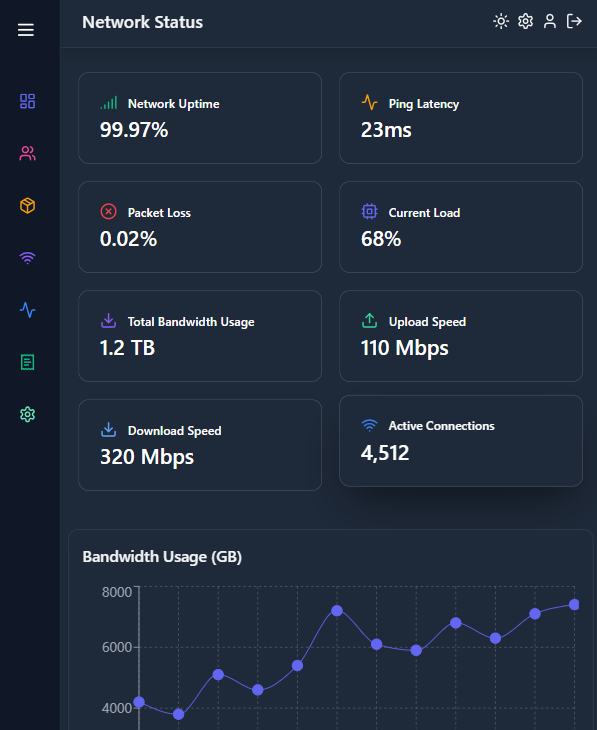 Network Status
Network Uptime
99.97%
Ping Latency
23ms
Packet Loss
0.02%
Current Load
68%
Total Bandwidth Usage
1.2 TB
Upload Speed
110 Mbps
Download Speed
320 Mbps
Active Connections
4,512
Bandwidth Usage (GB)
8000
6000
4000